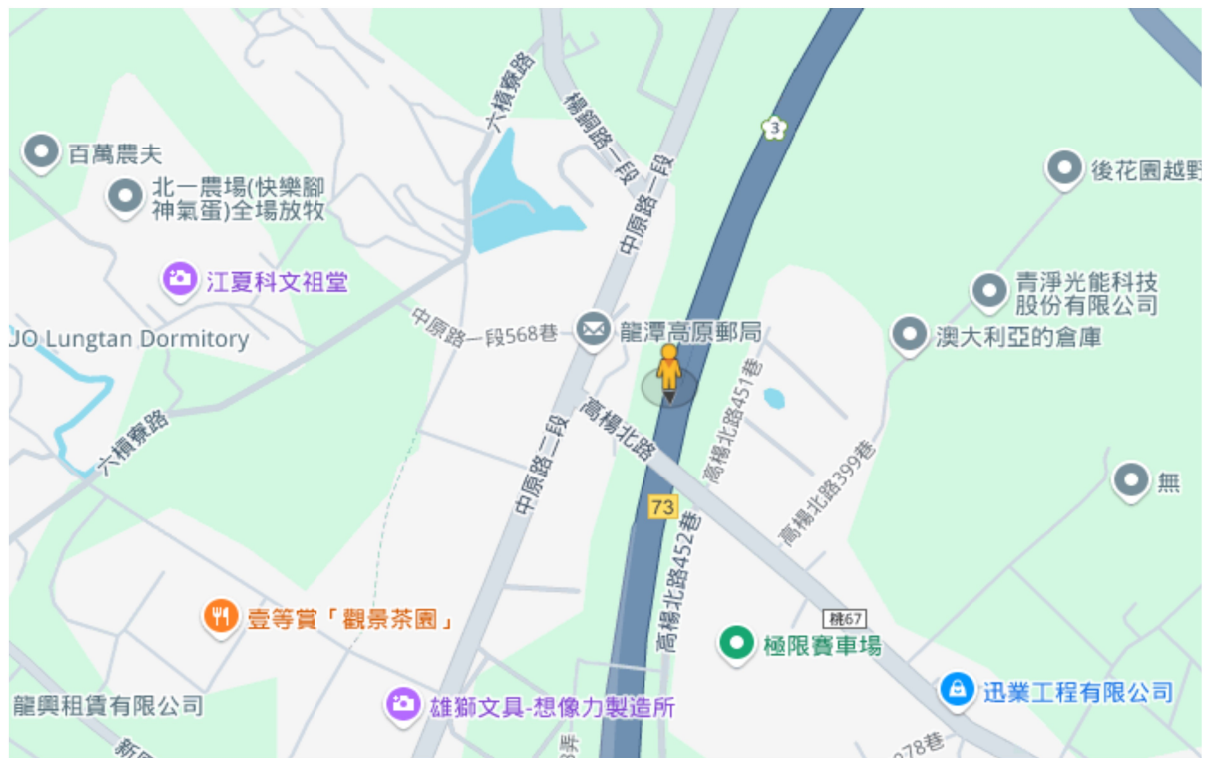 六櫃寮路
楊銅路二段
3
百萬農夫
中原路一段
後花園越野
北一農場(快樂腳
神氣蛋)全場放牧
江夏科文祖堂
青淨光能科技
股份有限公司
中原路一段568巷
龍潭高原郵局
JO Lungtan Dormitory
澳大利亞的倉庫
高楊北路451巷
高楊北路
六櫃寮路
中原路二段
無
高楊北路399巷
73
高楊北路452巷
壹等賞「觀景茶園」
桃67
極限賽車場
迅業工程有限公司
龍興租賃有限公司
雄獅文具-想像力製造所
078巷